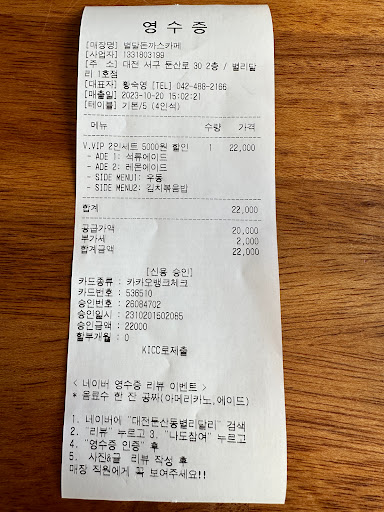 영수증
[매장명] 별달돈까스카페
[사업자] 1331803199
[주 소] 대전 서구 둔산로 30 2층 / 별리달
리 1호점
[대표자] 황숙영 [TEL] 042-488-2166
[매출일] 2023-10-20 15:02:21
[테이블] 기본/5 (4인석)
메뉴 수량 가격
V.VIP 2인세트 5000원 할인 1 22,000
- ADE 1: 석류에이드
- ADE 2: 레몬에이드
- SIDE MENU1: 우동
- SIDE MENU2: 김치볶음밥
합계 22,000
공급가액 20,000
부가세 2,000
합계금액 22,000
[신용 승인]
카드종류 : 카카오뱅크체크
카드번호 : 536510
승인번호 : 26084702
승인일시 : 2310201502085
승인금액 : 22000
할부개월 : 0
KICC로제출
< 네이버 영수증 리뷰 이벤트 >
* 음료수 한 잔 공짜(아메리카노,에이드)
1. 네이버에 "대전둔산동별리달리" 검색
2. "리뷰" 누르고 3. "나도참여" 누르고
4. "영수증 인증" 후
5. 사진&글 리뷰 작성 후
매장 직원에게 꼭 보여주세요!!